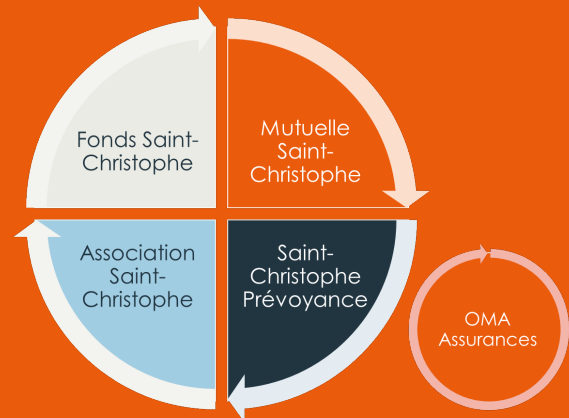 Fonds Saint-
Christophe
Mutuelle
Saint-
Christophe
Association
Saint-
Christophe
Saint-
Christophe
Prévoyance
OMA
Assurances